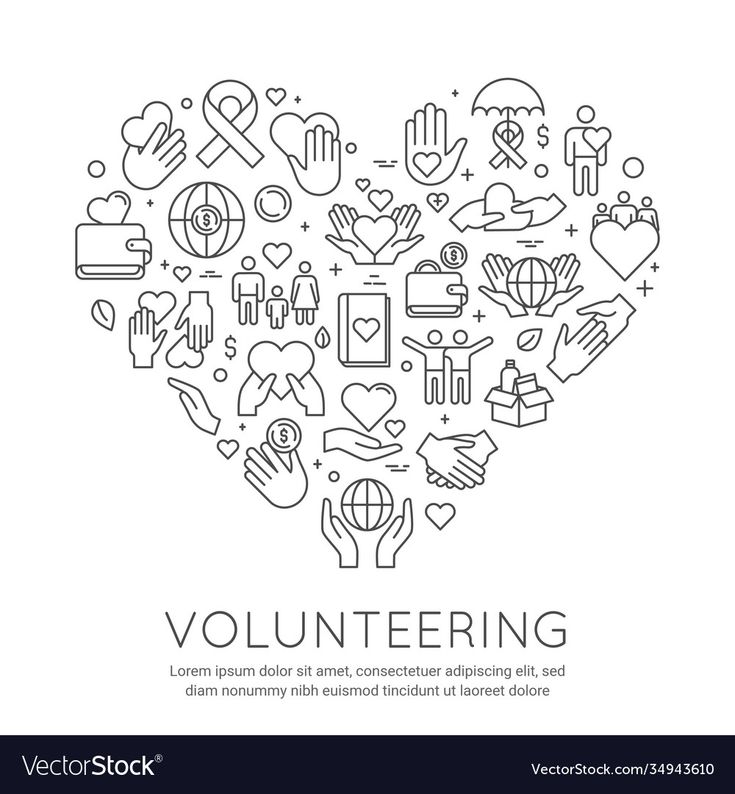 $
$
$
$
$
VOLUNTEERING
Lorem ipsum dolor sit amet, consectetuer adipiscing elit, sed
diam nonummy nibh euismod tincidunt ut laoreet dolore
VectorStock®
VectorStock.com/34943610